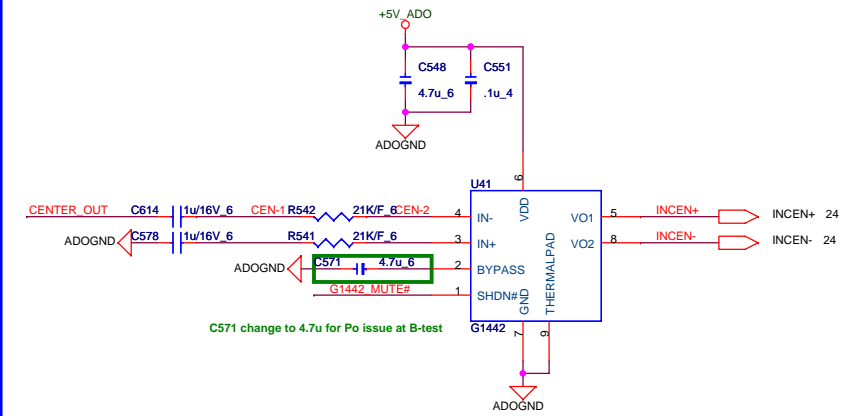 +5V_ADO
C548
C551
4.7u_6
.1u_4
ADOGND
U41
6
VDD
CENTER_OUT
C614
1u/16V_6
CEN-1
R542
21K/F_6
CEN-2
4
IN-
VO1
5
INCEN+
INCEN+ 24
ADOGND
C578
1u/16V_6
R541
21K/F_6
3
IN+
VO2
8
INCEN-
INCEN- 24
ADOGND
C571
4.7u_6
2
BYPASS
G1442_MUTE#
1
SHDN#
GND
THERMALPAD
C571 change to 4.7u for Po issue at B-test
G1442
7
9
ADOGND